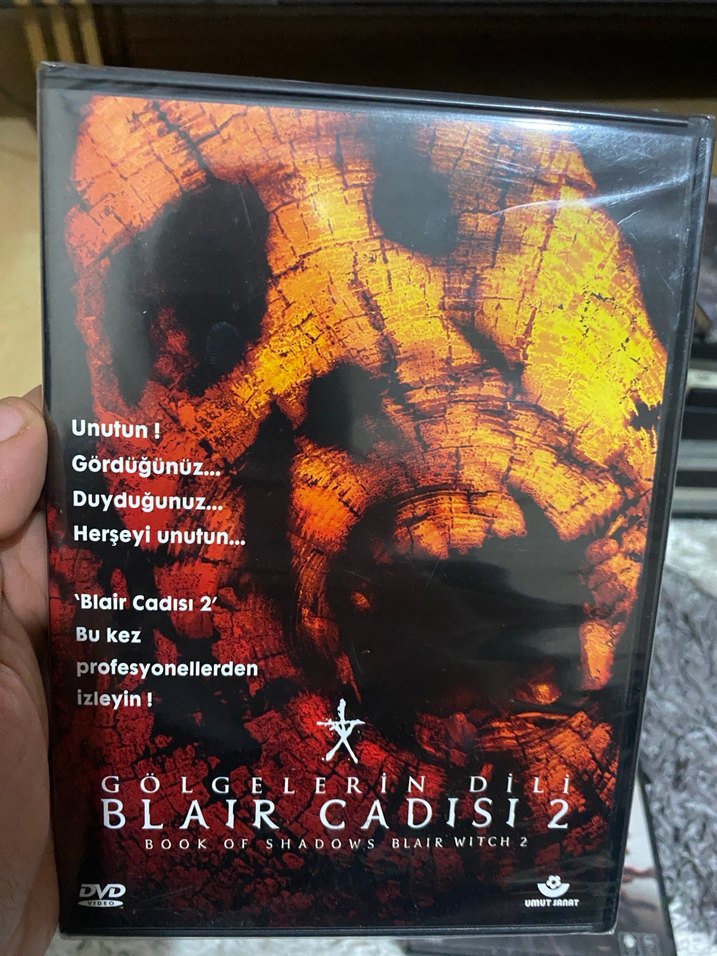 Unutun !
Gördüğünüz...
Duyduğunuz...
Herşeyi unutun...
‘Blair Cadısı 2’
Bu kez
profesyonellerden
izleyin !
GÖLGELERİN DİLİ
BLAIR CADISI 2
BOOK OF SHADOWS BLAIR WITCH 2
DVD
VIDEO
UMUT SANAT